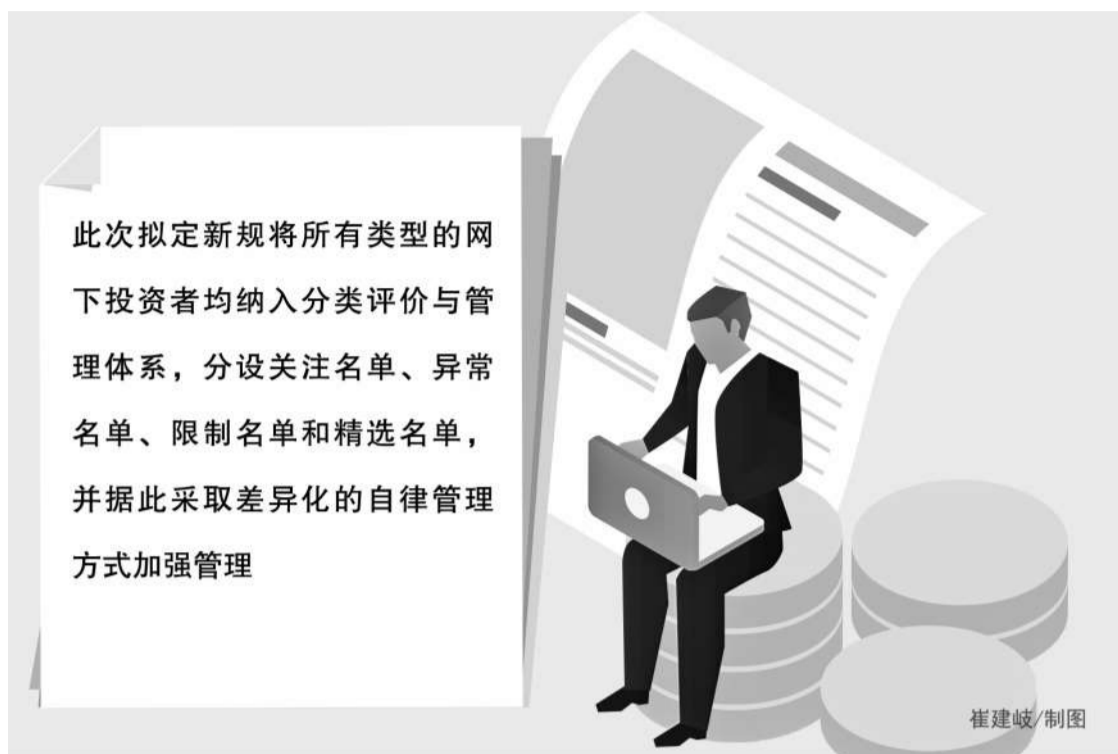 此次拟定新规将所有类型的网
下投资者均纳入分类评价与管
理体系，分设关注名单、异常
名单、限制名单和精选名单，
并据此采取差异化的自律管理
方式加强管理
崔建岐/制图